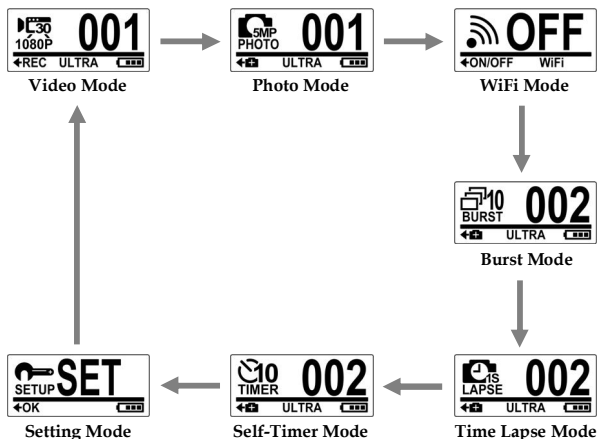 30 001
1080P
REC ULTRA
Video Mode
5MP 001
PHOTO
ULTRA
Photo Mode
OFF
ON/OFF WiFi
WiFi Mode
10 002
BURST
ULTRA
Burst Mode
SET
SETUP
OK
Setting Mode
10 002
TIMER
ULTRA
Self-Timer Mode
1S 002
LAPSE
ULTRA
Time Lapse Mode